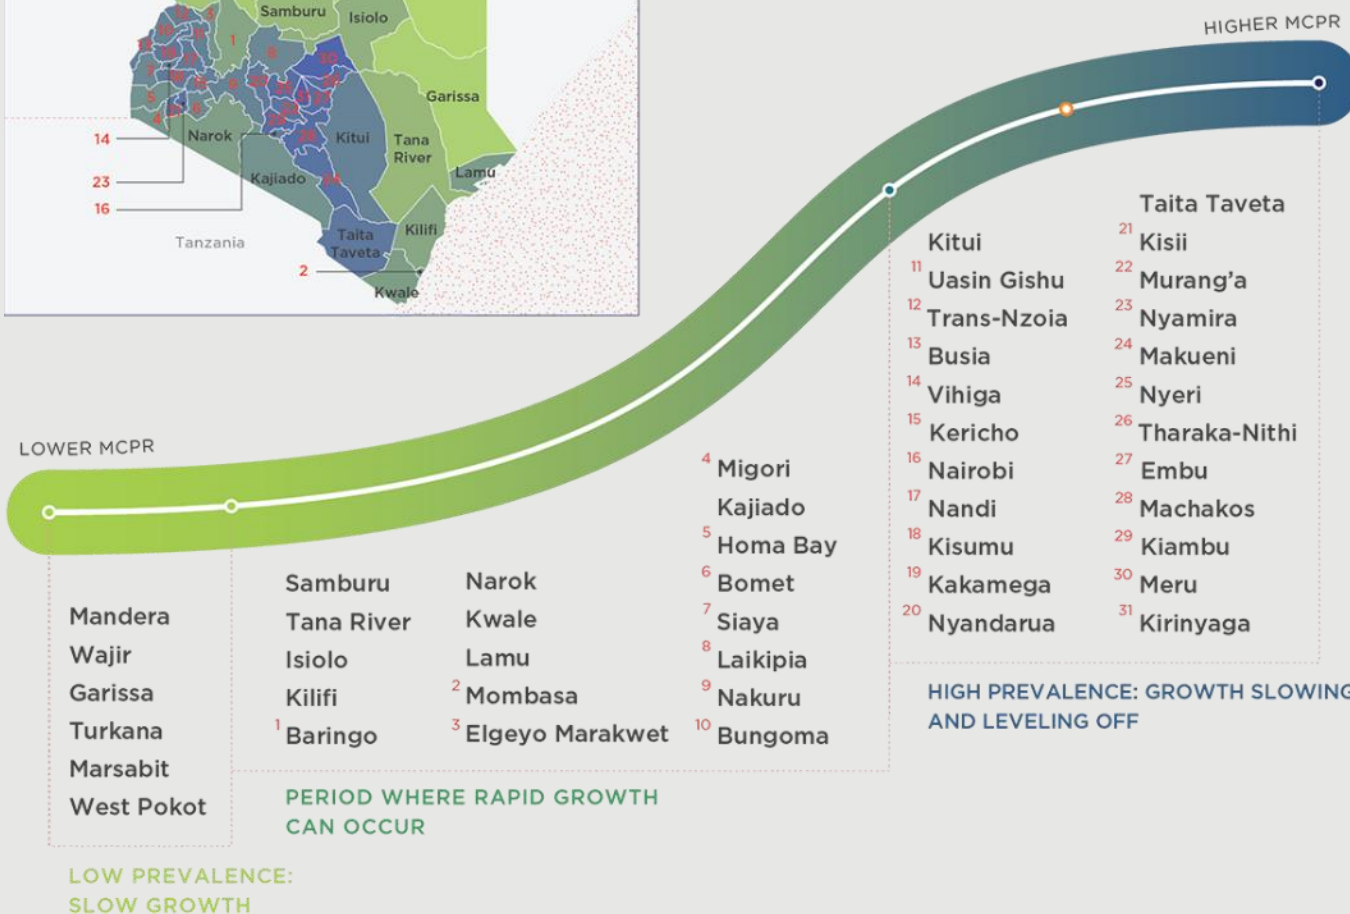 Samburu
Isiolo
Garissa
Narok
Kitui
Tana
River
Lamu
Kajiado
Taita
Taveta
Kilifi
Kwale
Tanzania
1
8
30
7
5
4
14
23
16
2
HIGHER MCPR
LOWER MCPR
Mandera
Wajir
Garissa
Turkana
Marsabit
West Pokot
LOW PREVALENCE:
SLOW GROWTH
Samburu
Tana River
Isiolo
Kilifi
1 Baringo
Narok
Kwale
Lamu
2 Mombasa
3 Elgeyo Marakwet
4 Migori
Kajiado
5 Homa Bay
6 Bomet
7 Siaya
8 Laikipia
9 Nakuru
10 Bungoma
PERIOD WHERE RAPID GROWTH
CAN OCCUR
Kitui
11 Uasin Gishu
12 Trans-Nzoia
13 Busia
14 Vihiga
15 Kericho
16 Nairobi
17 Nandi
18 Kisumu
19 Kakamega
20 Nyandarua
Taita Taveta
21 Kisii
22 Murang’a
23 Nyamira
24 Makueni
25 Nyeri
26 Tharaka-Nithi
27 Embu
28 Machakos
29 Kiambu
30 Meru
31 Kirinyaga
HIGH PREVALENCE: GROWTH SLOWING
AND LEVELING OFF